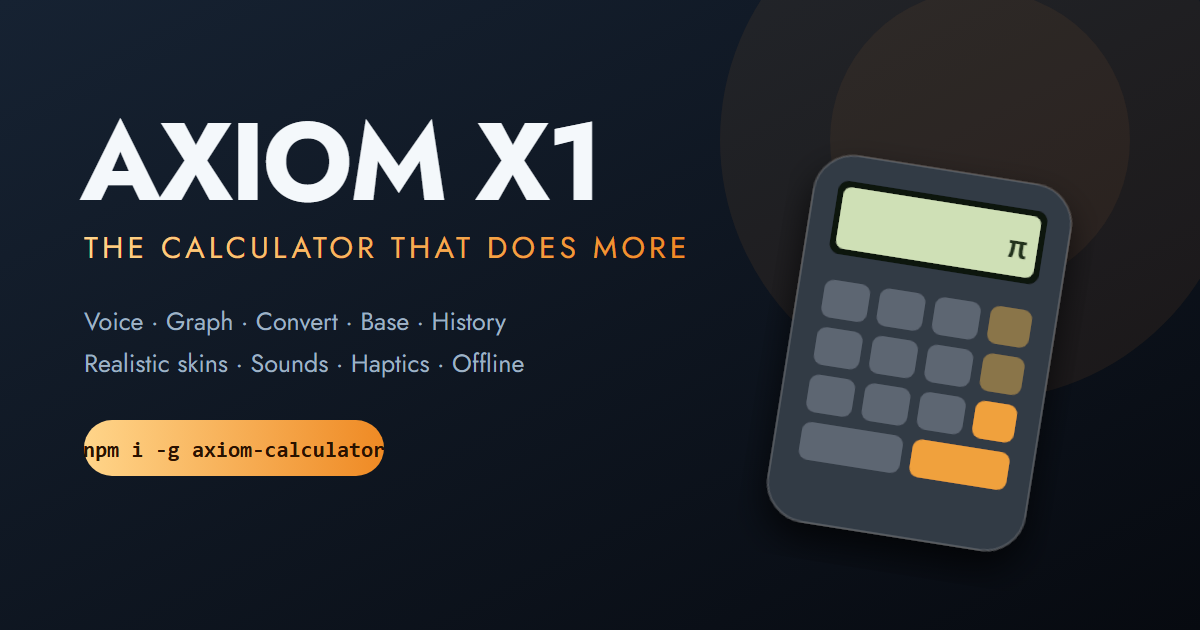 AXIOM X1
THE CALCULATOR THAT DOES MORE
Voice · Graph · Convert · Base · History
Realistic skins · Sounds · Haptics · Offline
npm i -g axiom-calculator
π